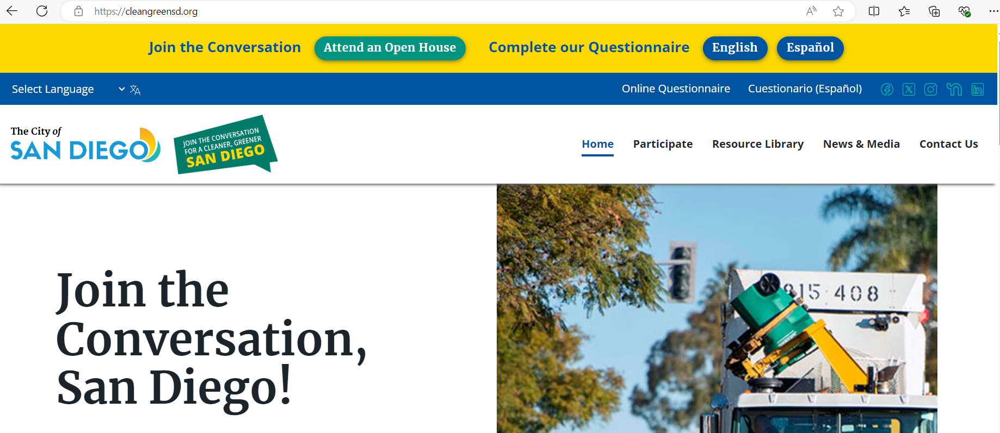 https://cleangreensd.org
Join the Conversation Attend an Open House Complete our Questionnaire English Español
Select Language Online Questionnaire Cuestionario (Español)
The City of
SAN DIEGO
JOIN THE CONVERSATION
FOR A CLEANER, GREENER
SAN DIEGO
Home Participate Resource Library News & Media Contact Us
Join the
Conversation,
San Diego!
815·408